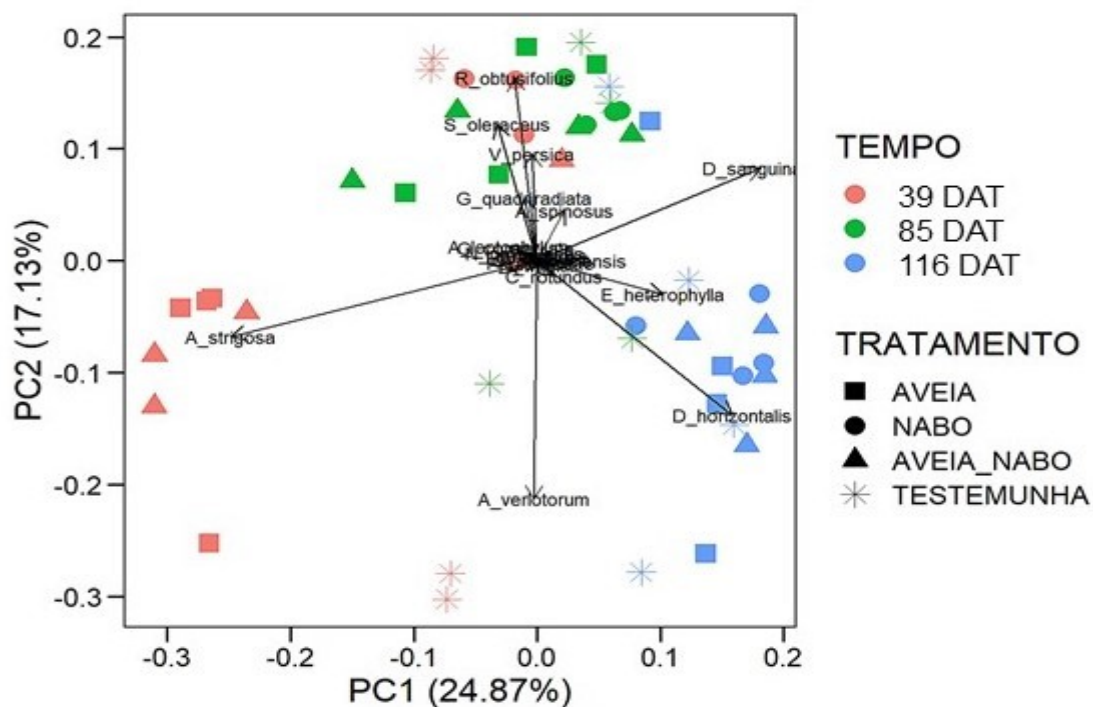 0.2
0.1
0.0
-0.1
-0.2
-0.3
PC2 (17.13%)
R_obtusifolius
S_oleraceus
V_persica
D_sanguina
G_quadriradiata
A_spinosus
C_rotundus
E_heterophylla
A_strigosa
D_horizontalis
-0.3
-0.2
-0.1
0.0
0.1
0.2
PC1 (24.87%)
TEMPO
39 DAT
85 DAT
116 DAT
TRATAMENTO
AVEIA
NABO
AVEIA_NABO
TESTEMUNHA